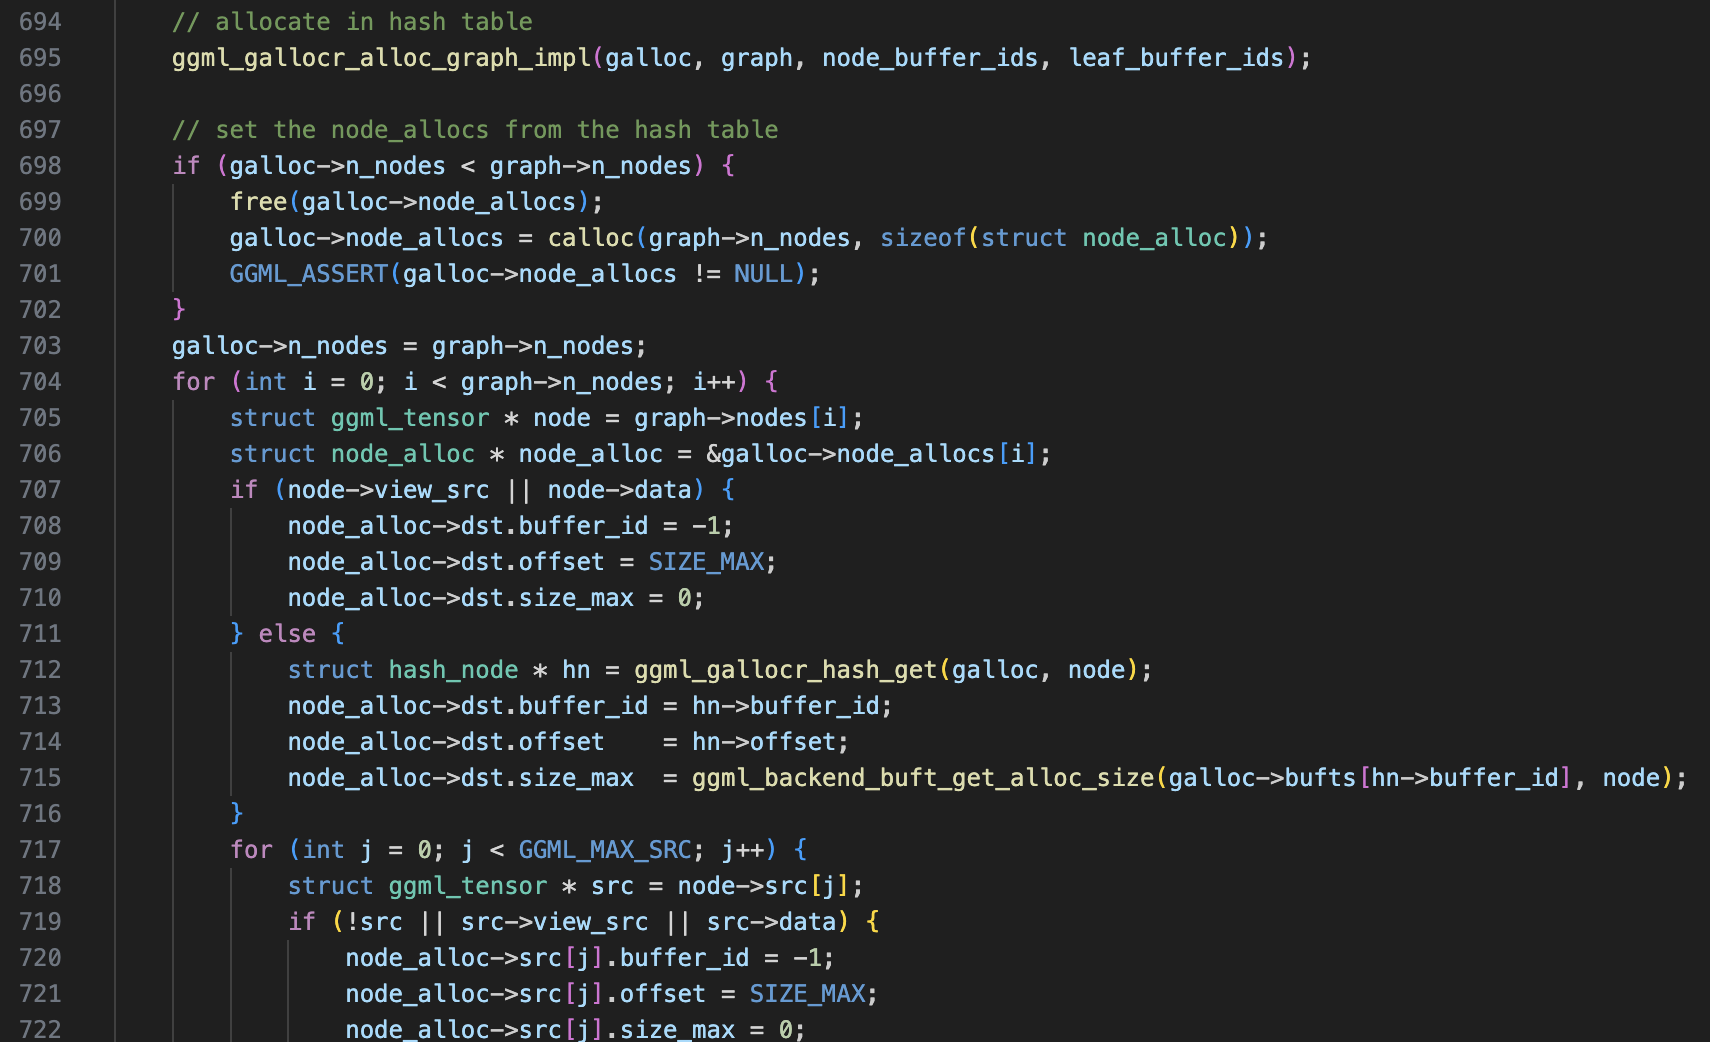 694 // allocate in hash table
695 ggml_gallocr_alloc_graph_impl(galloc, graph, node_buffer_ids, leaf_buffer_ids);
696
697 // set the node_allocs from the hash table
698 if (galloc->n_nodes < graph->n_nodes) {
699 free(galloc->node_allocs);
700 galloc->node_allocs = calloc(graph->n_nodes, sizeof(struct node_alloc));
701 GGML_ASSERT(galloc->node_allocs != NULL);
702 }
703 galloc->n_nodes = graph->n_nodes;
704 for (int i = 0; i < graph->n_nodes; i++) {
705 struct ggml_tensor * node = graph->nodes[i];
706 struct node_alloc * node_alloc = &galloc->node_allocs[i];
707 if (node->view_src || node->data) {
708 node_alloc->dst.buffer_id = -1;
709 node_alloc->dst.offset = SIZE_MAX;
710 node_alloc->dst.size_max = 0;
711 } else {
712 struct hash_node * hn = ggml_gallocr_hash_get(galloc, node);
713 node_alloc->dst.buffer_id = hn->buffer_id;
714 node_alloc->dst.offset    = hn->offset;
715 node_alloc->dst.size_max  = ggml_backend_buft_get_alloc_size(galloc->bufts[hn->buffer_id], node);
716 }
717 for (int j = 0; j < GGML_MAX_SRC; j++) {
718 struct ggml_tensor * src = node->src[j];
719 if (!src || src->view_src || src->data) {
720 node_alloc->src[j].buffer_id = -1;
721 node_alloc->src[j].offset = SIZE_MAX;
722 node_alloc->src[j].size_max = 0;